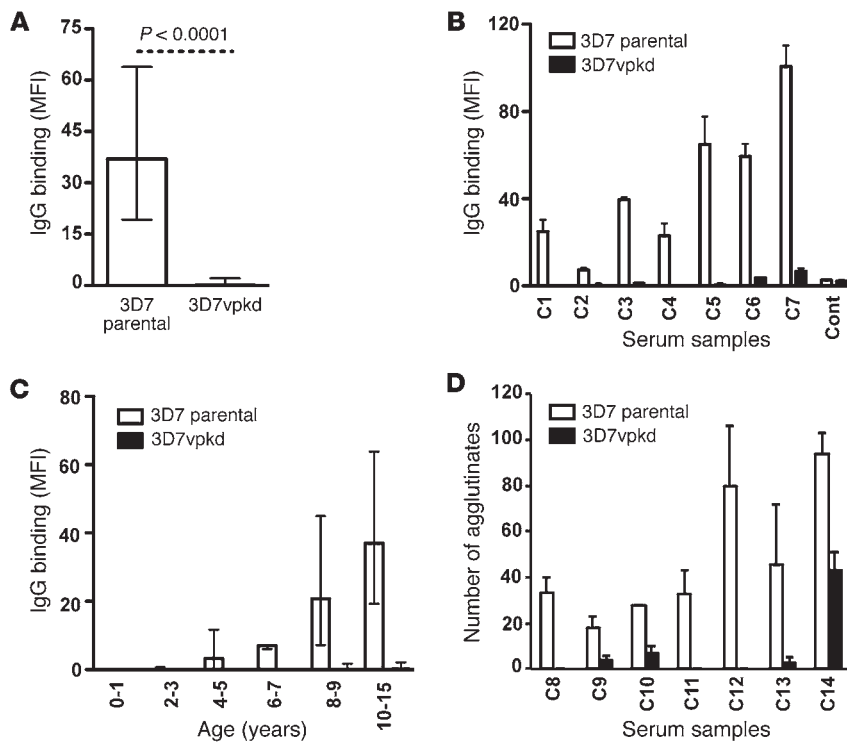 A
P < 0.0001
75
60
45
30
15
0
IgG binding (MFI)
3D7
parental
3D7vpkd
B
3D7 parental
3D7vpkd
120
80
40
0
IgG binding (MFI)
C1
C2
C3
C4
C5
C6
C7
Cont
Serum samples
C
3D7 parental
3D7vpkd
80
60
40
20
0
IgG binding (MFI)
0-1
2-3
4-5
6-7
8-9
10-15
Age (years)
D
3D7 parental
3D7vpkd
120
100
80
60
40
20
0
Number of agglutinates
C8
C9
C10
C11
C12
C13
C14
Serum samples